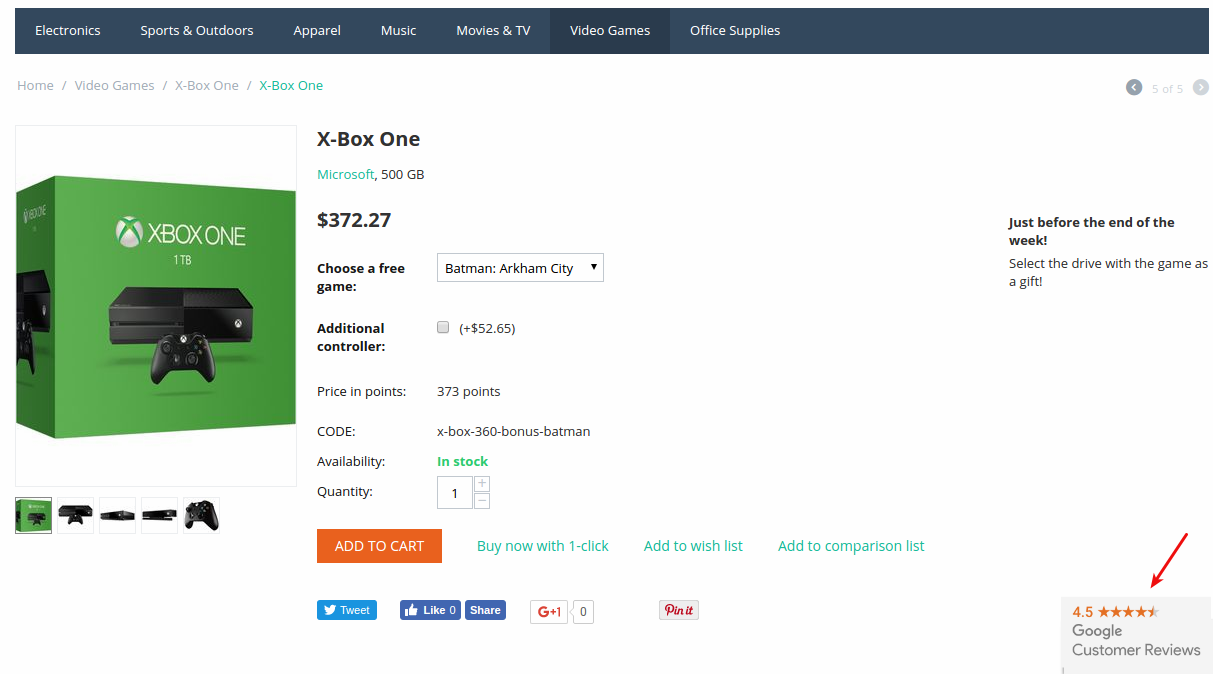 Electronics Sports & Outdoors Apparel Music Movies & TV Video Games Office Supplies
Home / Video Games / X-Box One / X-Box One
5 of 5
XBOX ONE
1TB
X-Box One
Microsoft, 500 GB
$372.27
Choose a free
game:
Batman: Arkham City
Additional
controller:
(+$52.65)
Price in points: 373 points
CODE: x-box-360-bonus-batman
Availability: In stock
Quantity: 1 + −
ADD TO CART Buy now with 1-click Add to wish list Add to comparison list
Tweet Like 0 Share G+1 0 Pin it
Just before the end of the
week!
Select the drive with the game as
a gift!
4.5 ★★★★★
Google
Customer Reviews